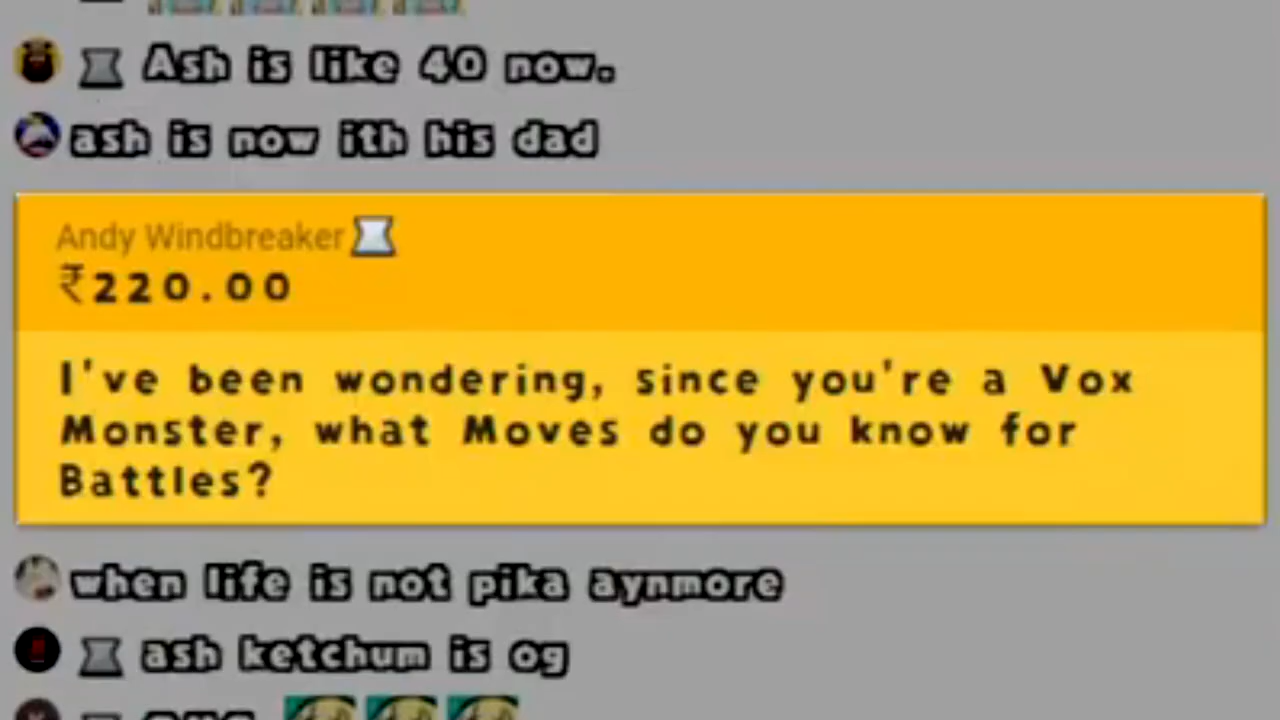 Ash is like 40 now.
ash is now ith his dad
Andy Windbreaker
₹220.00
I've been wondering, since you're a Vox
Monster, what Moves do you know for
Battles?
when life is not pika aynmore
ash ketchum is og